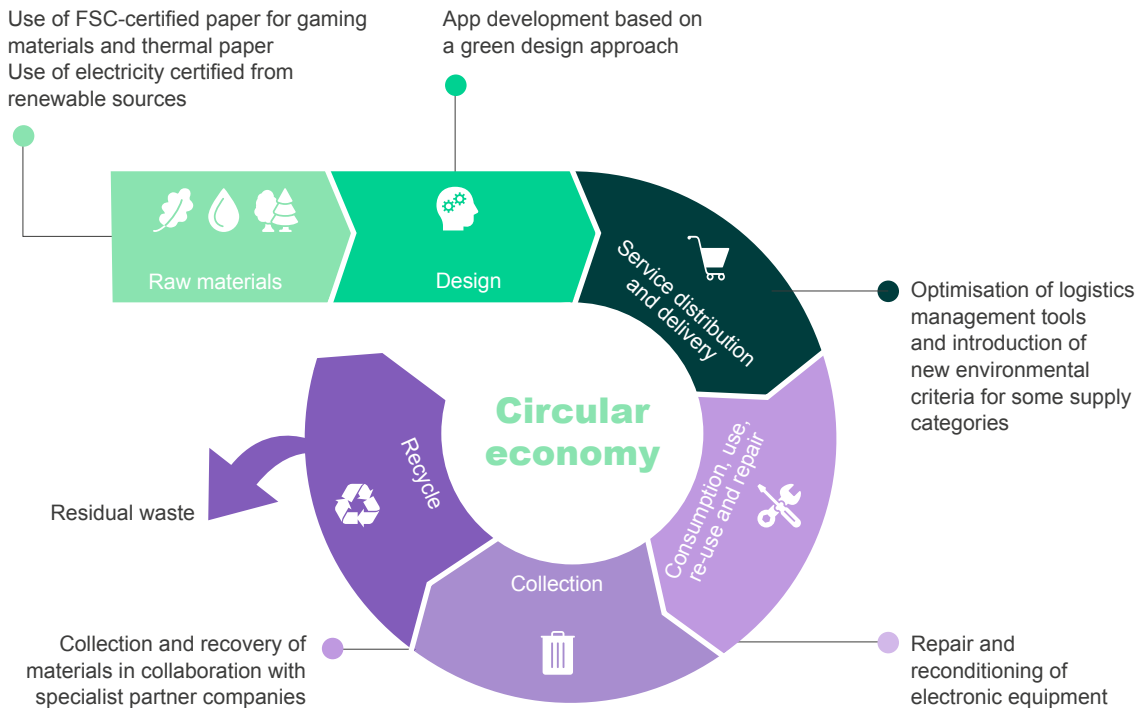 Use of FSC-certified paper for gaming
materials and thermal paper
Use of electricity certified from
renewable sources
App development based on
a green design approach
Raw materials
Design
Service distribution
and delivery
Optimisation of logistics
management tools
and introduction of
new environmental
criteria for some supply
categories
Circular
economy
Consumption, use,
re-use and repair
Recycle
Residual waste
Collection
Collection and recovery of
materials in collaboration with
specialist partner companies
Repair and
reconditioning of
electronic equipment